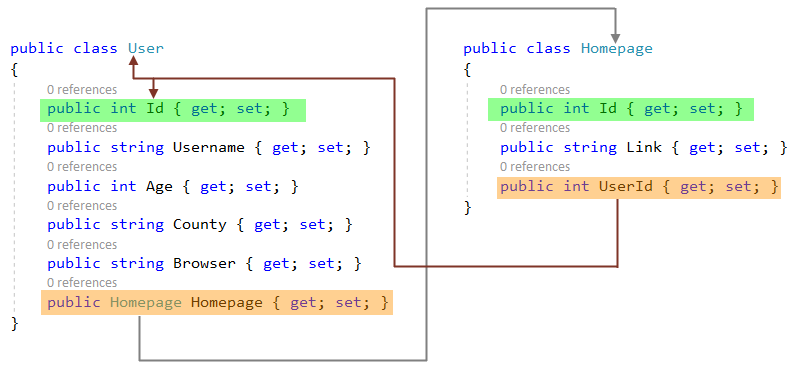 public class User
{
0 references
public int Id { get; set; }
0 references
public string Username { get; set; }
0 references
public int Age { get; set; }
0 references
public string County { get; set; }
0 references
public string Browser { get; set; }
0 references
public Homepage Homepage { get; set; }
}
public class Homepage
{
0 references
public int Id { get; set; }
0 references
public string Link { get; set; }
0 references
public int UserId { get; set; }
}